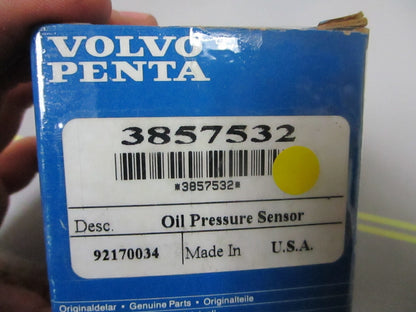 VOLVO
PENTA
3857532
*3857532*
Desc. Oil Pressure Sensor
92170034 Made In U.S.A.
Originaldelar • Genuine Parts • Originalteile